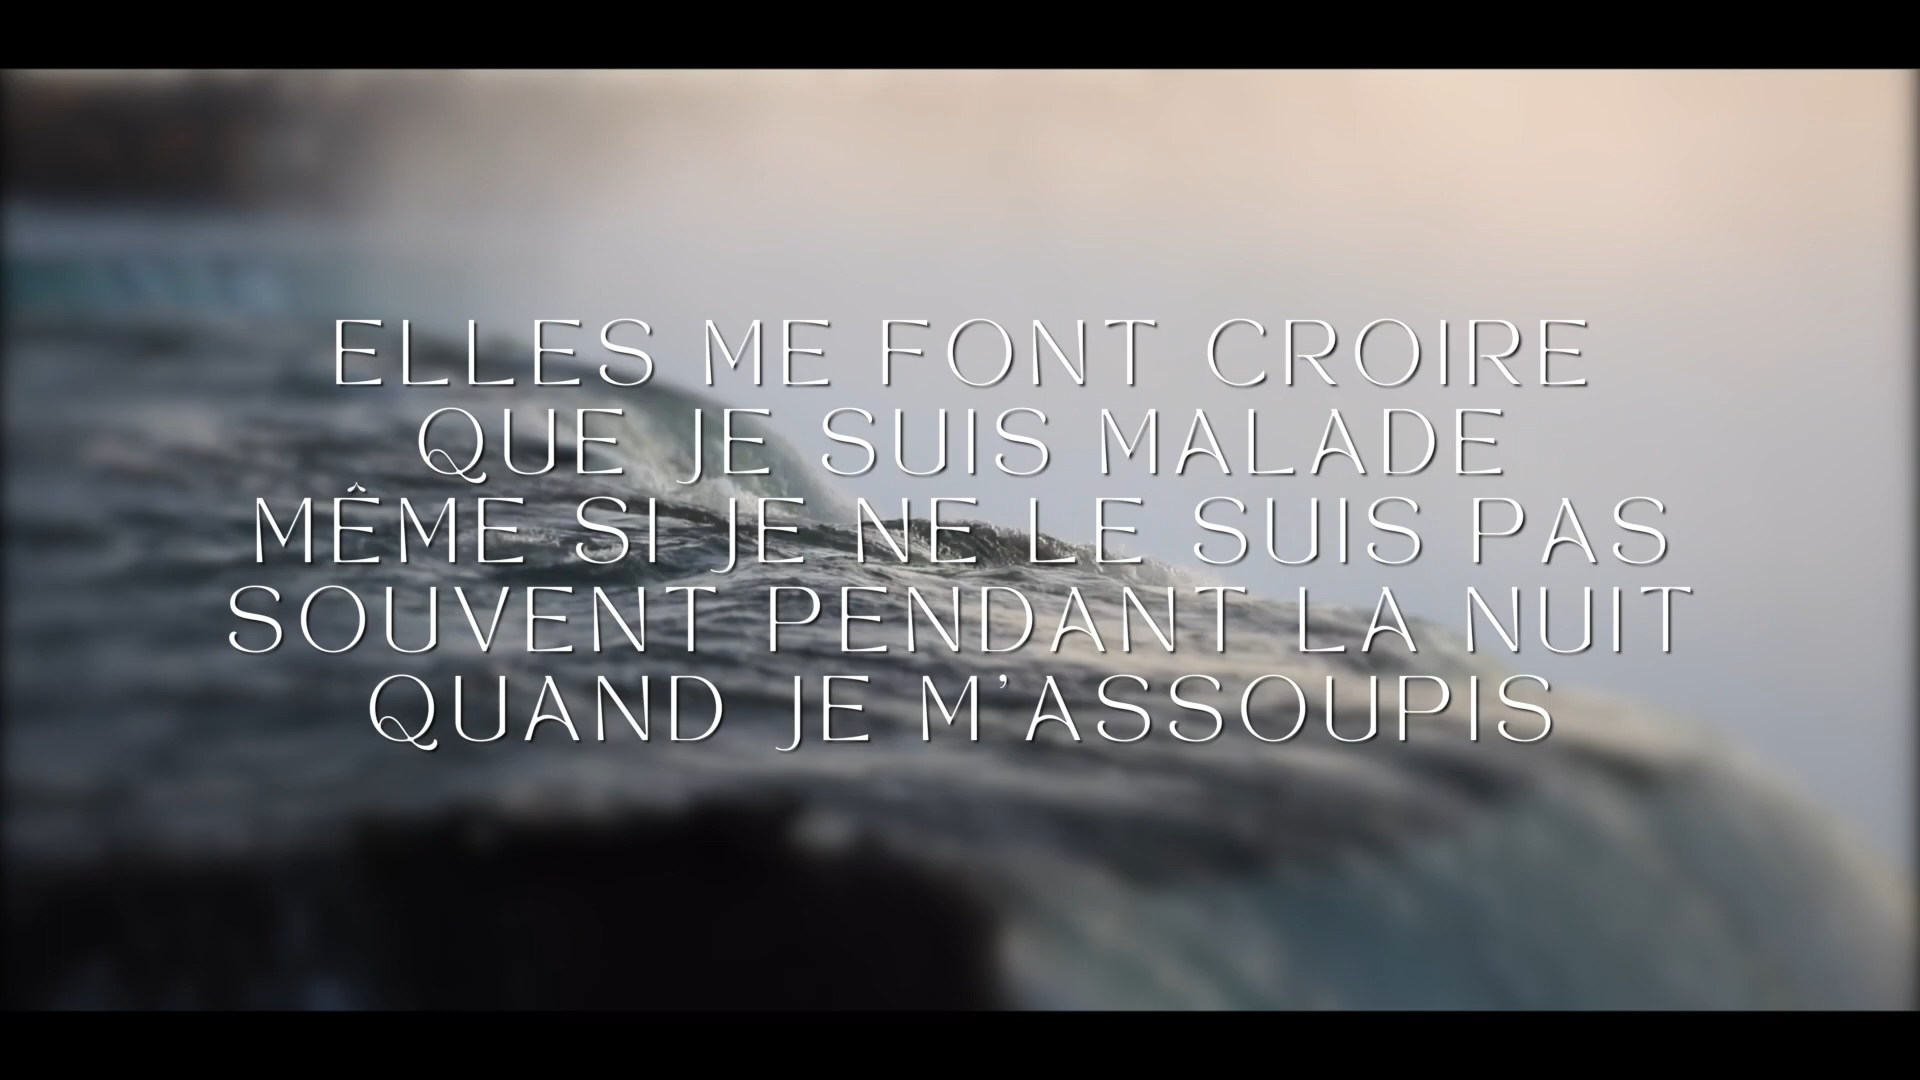 ELLES ME FONT CROIRE
QUE JE SUIS MALADE
MÊME SI JE NE LE SUIS PAS
SOUVENT PENDANT LA NUIT
QUAND JE M'ASSOUPIS